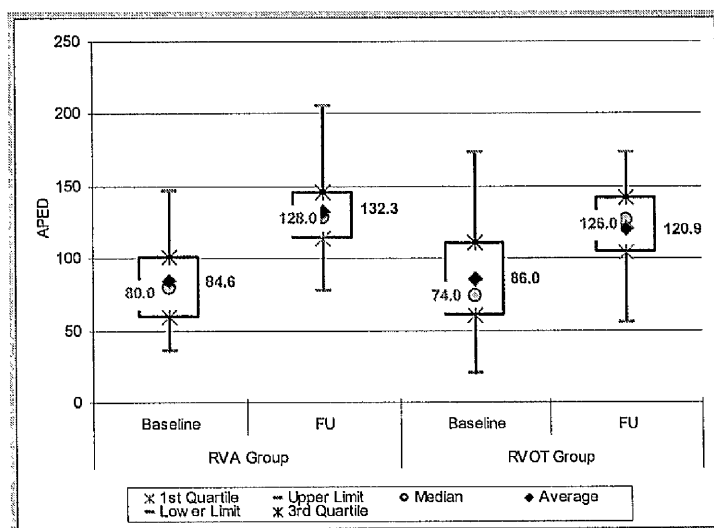 250
200
150
100
50
0
APED
80.0
84.6
128.0
132.3
74.0
86.0
126.0
120.9
Baseline FU Baseline FU
RVA Group RVOT Group
1st Quartile Upper Limit Median Average
Lower Limit 3rd Quartile